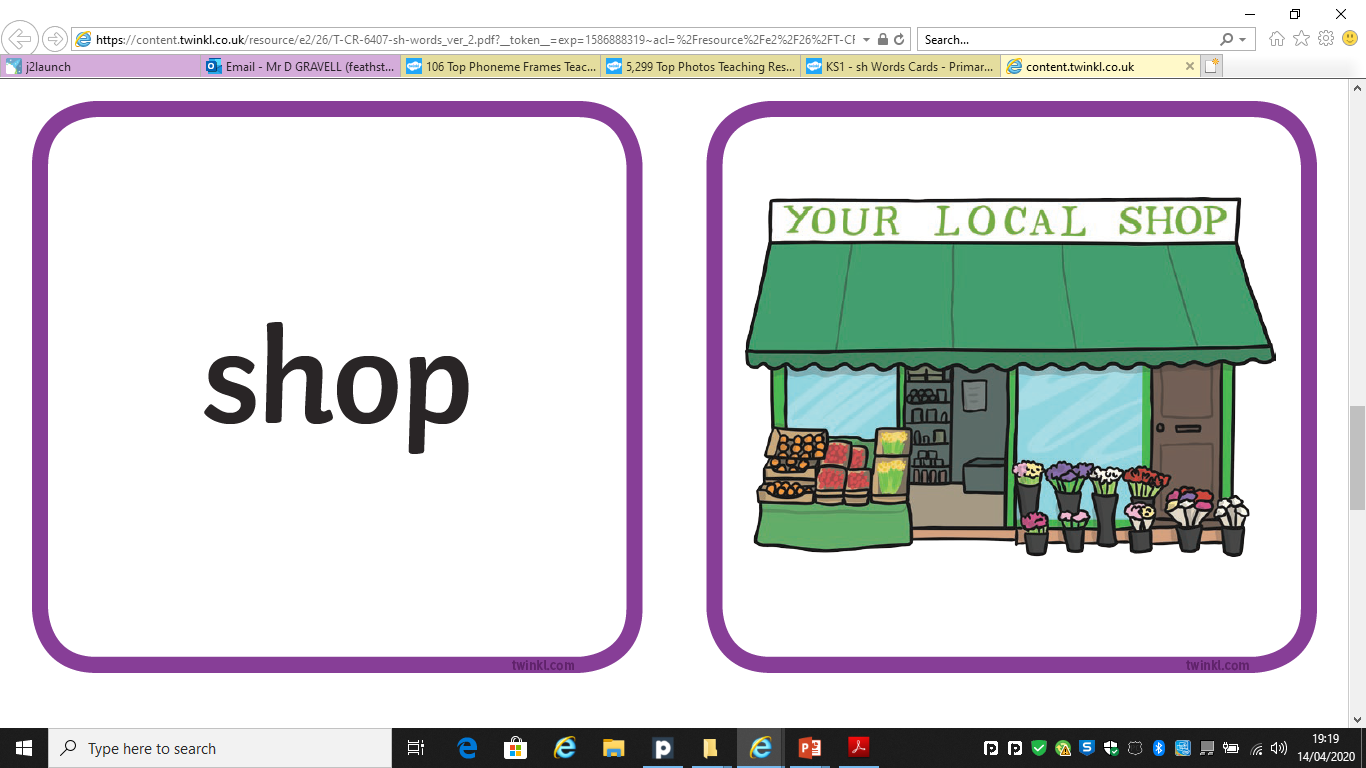 https://content.twinkl.co.uk/resource/e2/26/T-CR-6407-sh-words_ver_2.pdf?__token__=exp=1586888319~acl=%2Fresource%2Fe2%2F26%2FT-CF
Search...
j2launch
Email - Mr D GRAVELL (feathst...
106 Top Phoneme Frames Teac...
5,299 Top Photos Teaching Res...
KS1 - sh Words Cards - Primar...
content.twinkl.co.uk
shop
twinkl.com
YOUR LOCAL SHOP
twinkl.com
Type here to search
19:19
14/04/2020